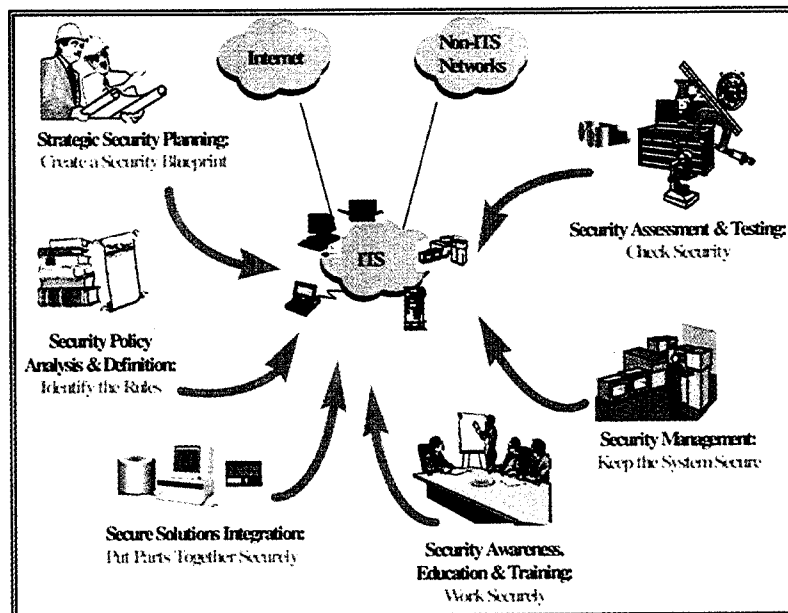 Internet
Non-ITS
Networks
Strategic Security Planning:
Create a Security Blueprint
ITS
Security Assessment & Testing:
Check Security
Security Policy
Analysis & Definition:
Identify the Rules
Security Management:
Keep the System Secure
Secure Solutions Integration:
Put Parts Together Securely
Security Awareness,
Education & Training:
Work Securely